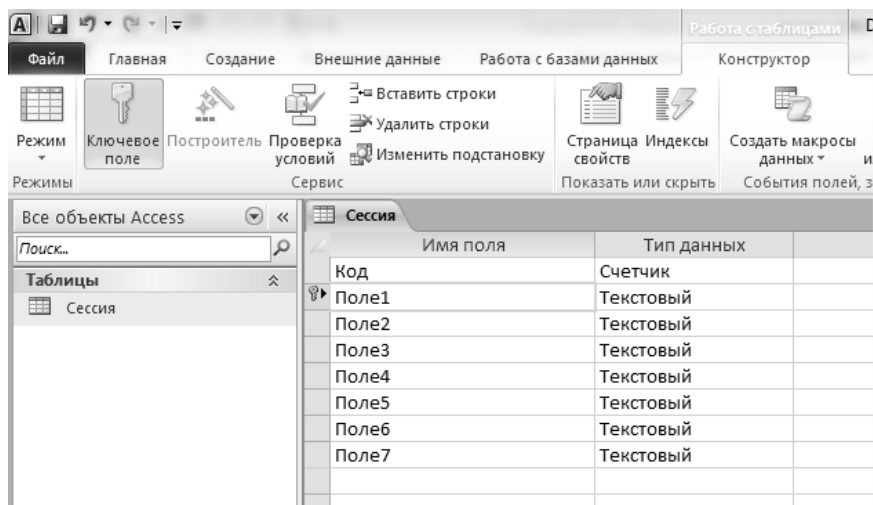 Работа с таблицами
Файл Главная Создание Внешние данные Работа с базами данных Конструктор
Режим
Ключевое поле
Построитель
Проверка условий
Вставить строки
Удалить строки
Изменить подстановку
Страница свойств
Индексы
Создать макросы данных
Режимы Сервис Показать или скрыть События полей, з
Все объекты Access
Поиск...
Таблицы
Сессия
Сессия
Имя поля Тип данных
Код Счетчик
Поле1 Текстовый
Поле2 Текстовый
Поле3 Текстовый
Поле4 Текстовый
Поле5 Текстовый
Поле6 Текстовый
Поле7 Текстовый